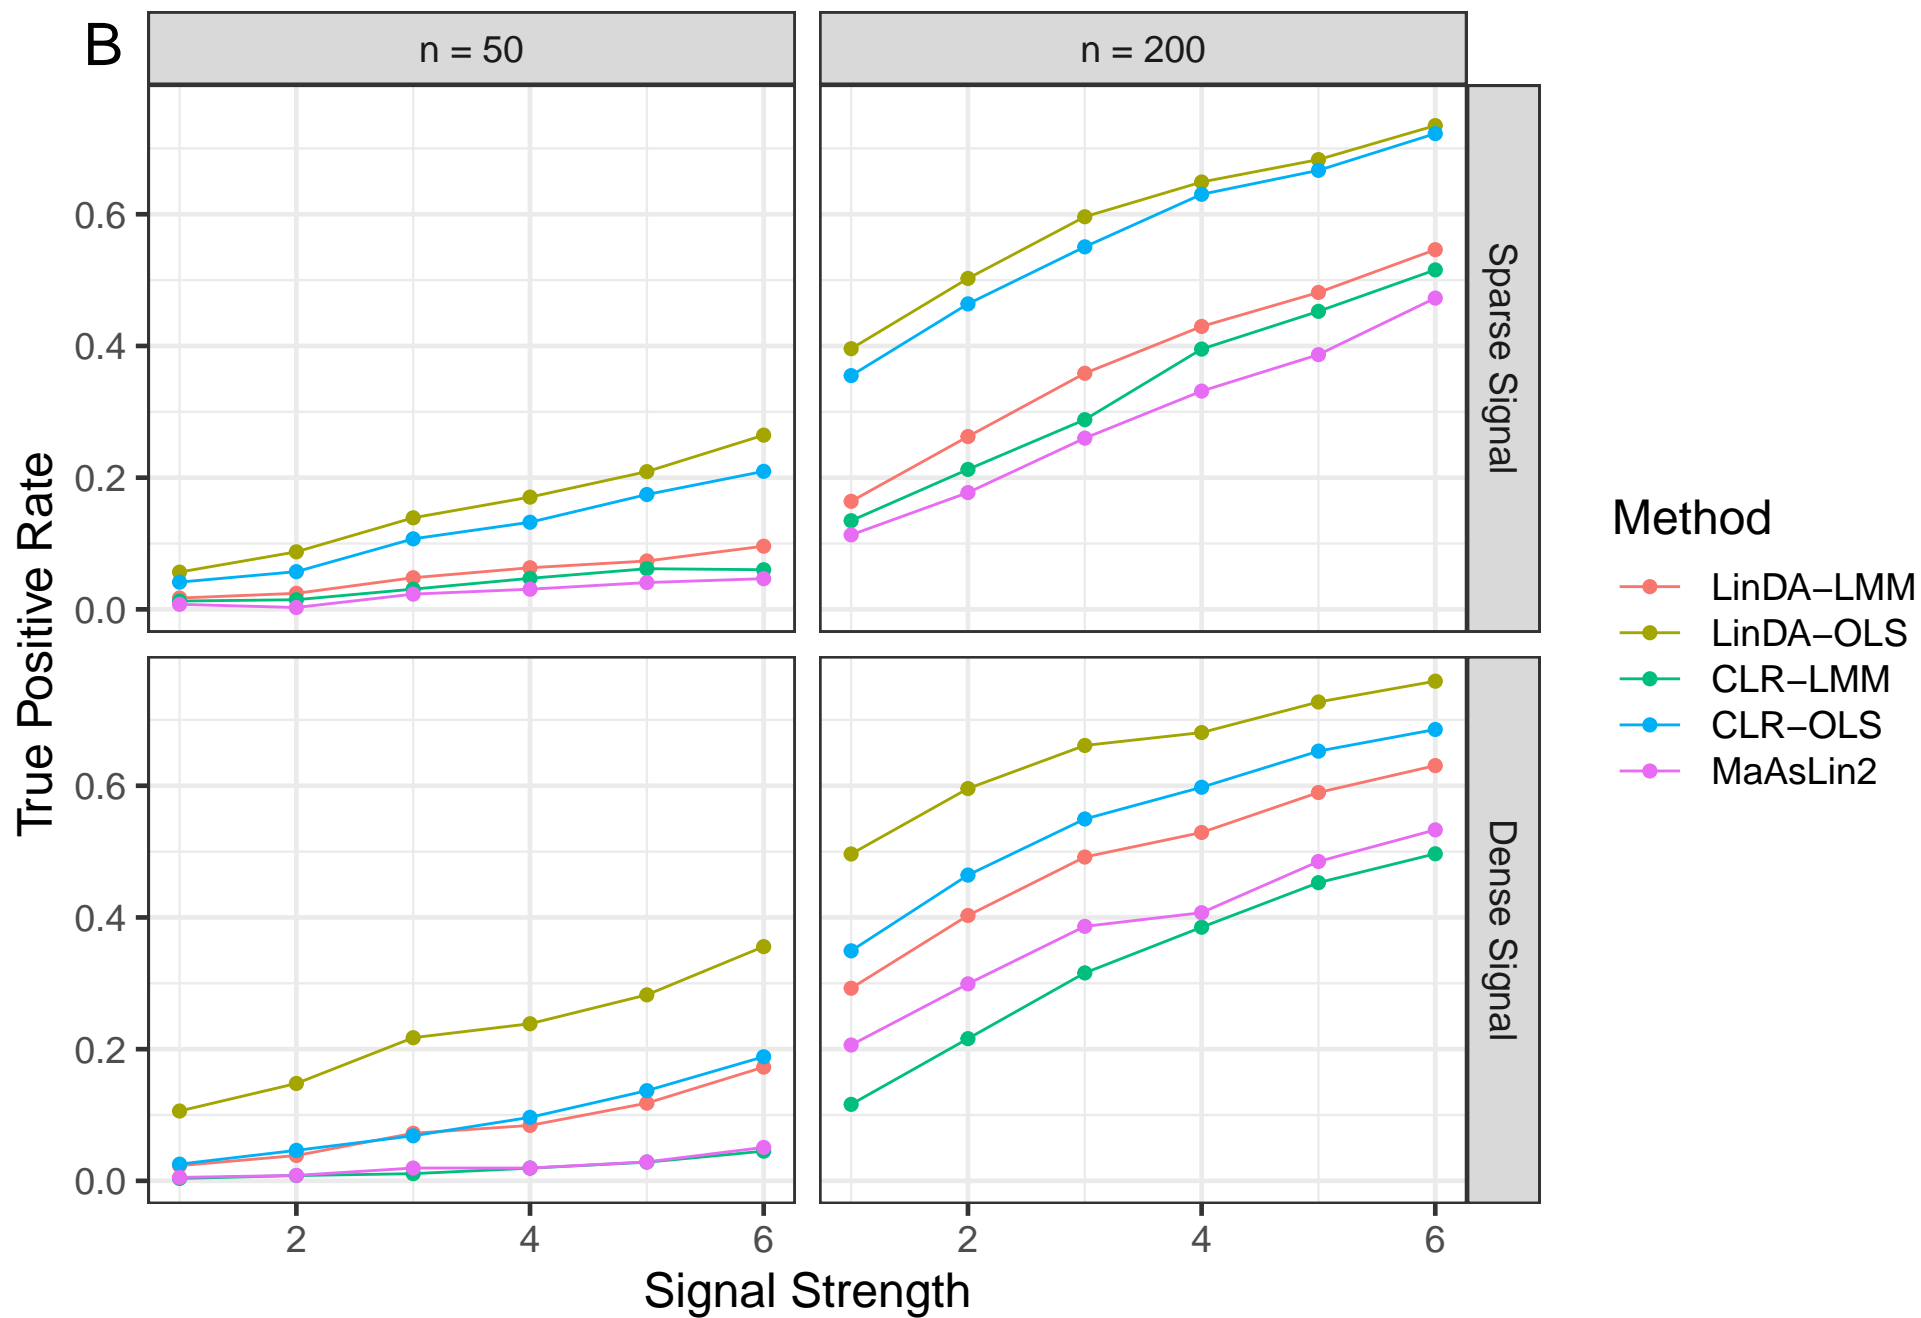 B
n = 50
n = 200
True Positive Rate
0.6
0.4
0.2
0.0
Sparse Signal
0.6
0.4
0.2
0.0
Dense Signal
2
4
6
2
4
6
Signal Strength
Method
LinDA−LMM
LinDA−OLS
CLR−LMM
CLR−OLS
MaAsLin2